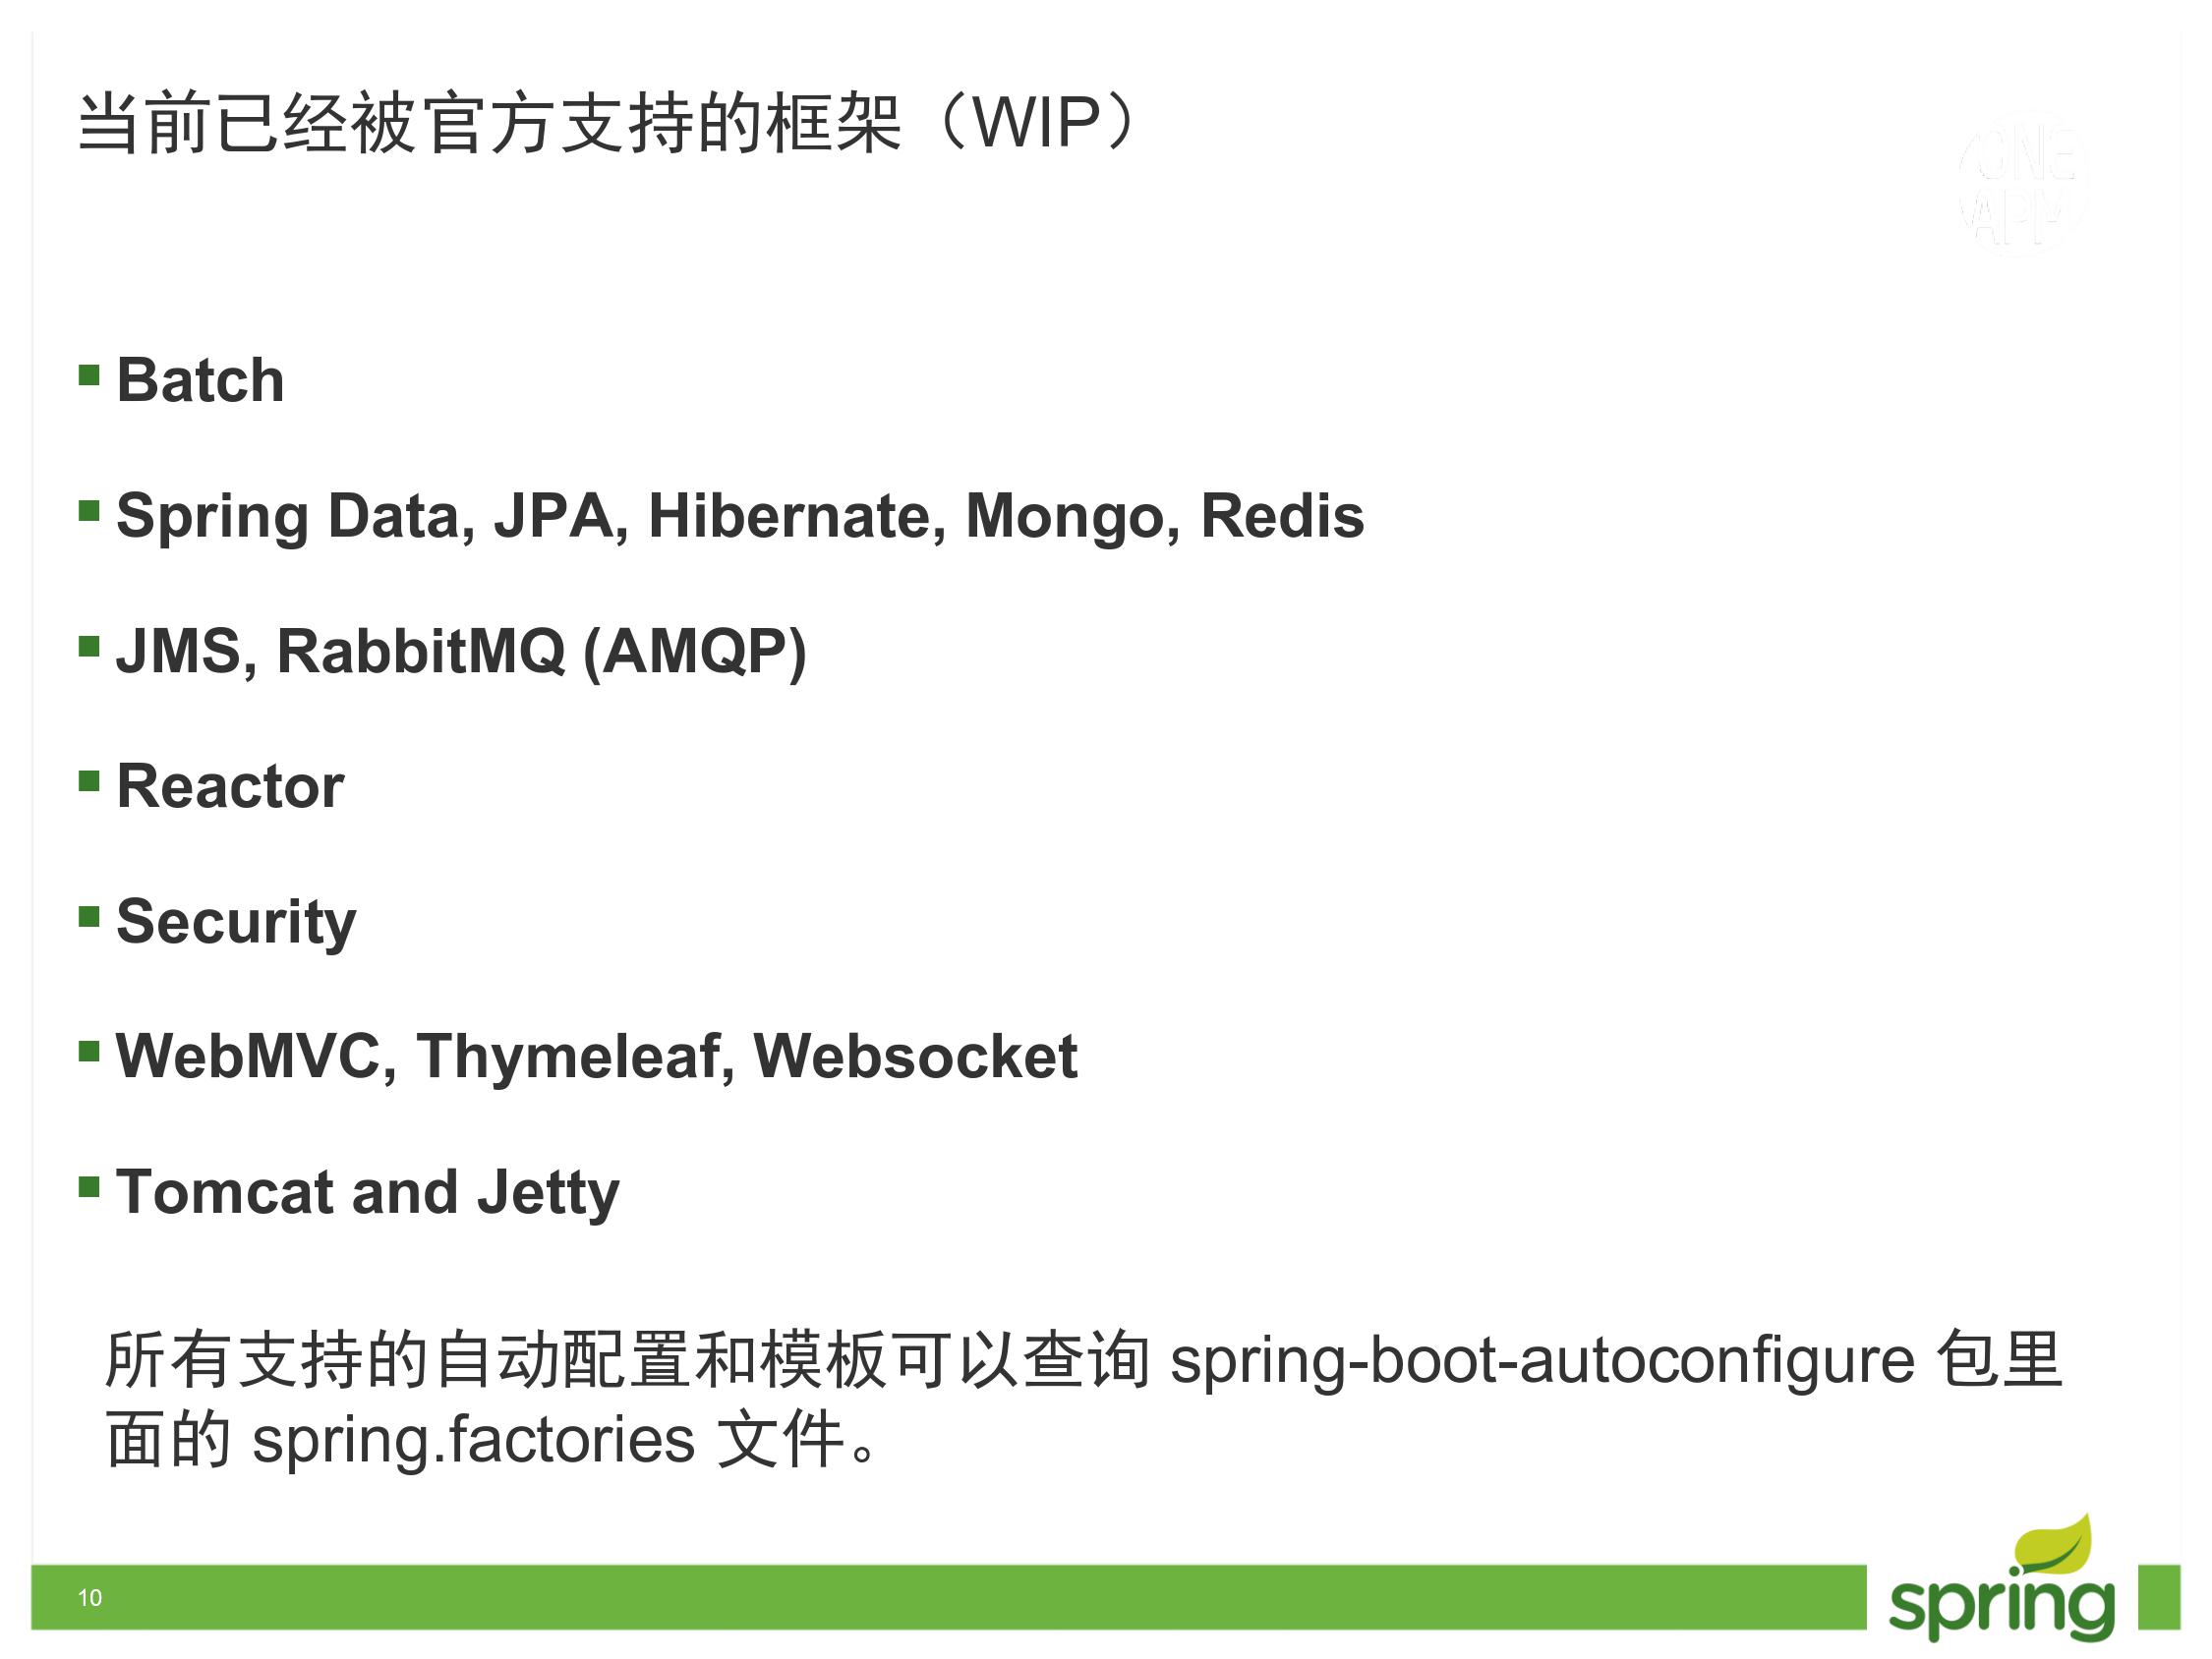 当前已经被官方支持的框架（WIP）
ONE
APM
Batch
Spring Data, JPA, Hibernate, Mongo, Redis
JMS, RabbitMQ (AMQP)
Reactor
Security
WebMVC, Thymeleaf, Websocket
Tomcat and Jetty
所有支持的自动配置和模板可以查询 spring-boot-autoconfigure 包里
面的 spring.factories 文件。
10
spring